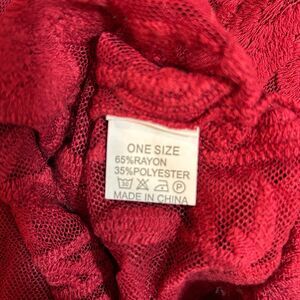 ONE SIZE
65%RAYON
35%POLYESTER
MADE IN CHINA